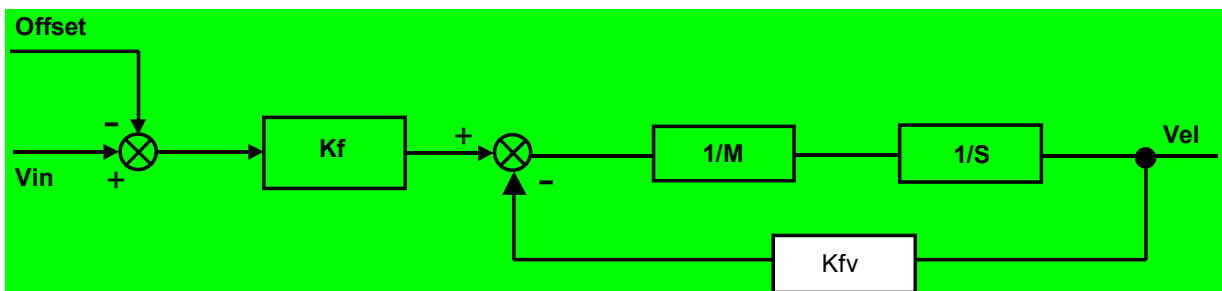 Offset
-
Vin
+
Kf
+
-
1/M
1/S
Vel
Kfv